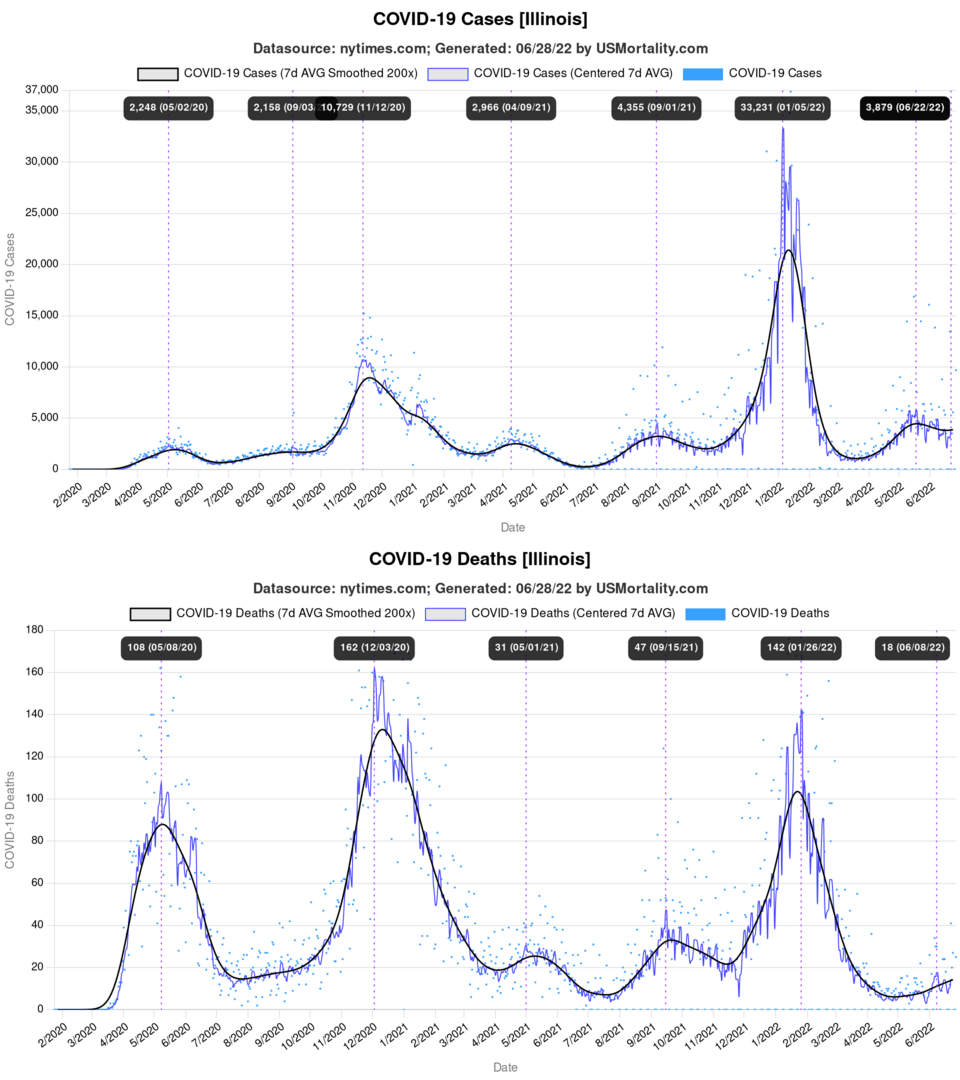 COVID-19 Cases [Illinois]
Datasource: nytimes.com; Generated: 06/28/22 by USMortality.com
COVID-19 Cases (7d AVG Smoothed 200x) COVID-19 Cases (Centered 7d AVG) COVID-19 Cases
37,000
2,248 (05/02/20) 2,158 (09/03 10,729 (11/12/20) 2,966 (04/09/21) 4,355 (09/01/21) 33,231 (01/05/22) 3,879 (06/22/22)
35,000
30,000
25,000
20,000
15,000
10,000
5,000
0
COVID-19 Cases
2/2020 3/2020 4/2020 5/2020 6/2020 7/2020 8/2020 9/2020 10/2020 11/2020 12/2020 1/2021 2/2021 3/2021 4/2021 5/2021 6/2021 7/2021 8/2021 9/2021 10/2021 11/2021 12/2021 1/2022 2/2022 3/2022 4/2022 5/2022 6/2022
Date
COVID-19 Deaths [Illinois]
Datasource: nytimes.com; Generated: 06/28/22 by USMortality.com
COVID-19 Deaths (7d AVG Smoothed 200x) COVID-19 Deaths (Centered 7d AVG) COVID-19 Deaths
180
108 (05/08/20) 162 (12/03/20) 31 (05/01/21) 47 (09/15/21) 142 (01/26/22) 18 (06/08/22)
160
140
120
100
80
60
40
20
0
COVID-19 Deaths
2/2020 3/2020 4/2020 5/2020 6/2020 7/2020 8/2020 9/2020 10/2020 11/2020 12/2020 1/2021 2/2021 3/2021 4/2021 5/2021 6/2021 7/2021 8/2021 9/2021 10/2021 11/2021 12/2021 1/2022 2/2022 3/2022 4/2022 5/2022 6/2022
Date